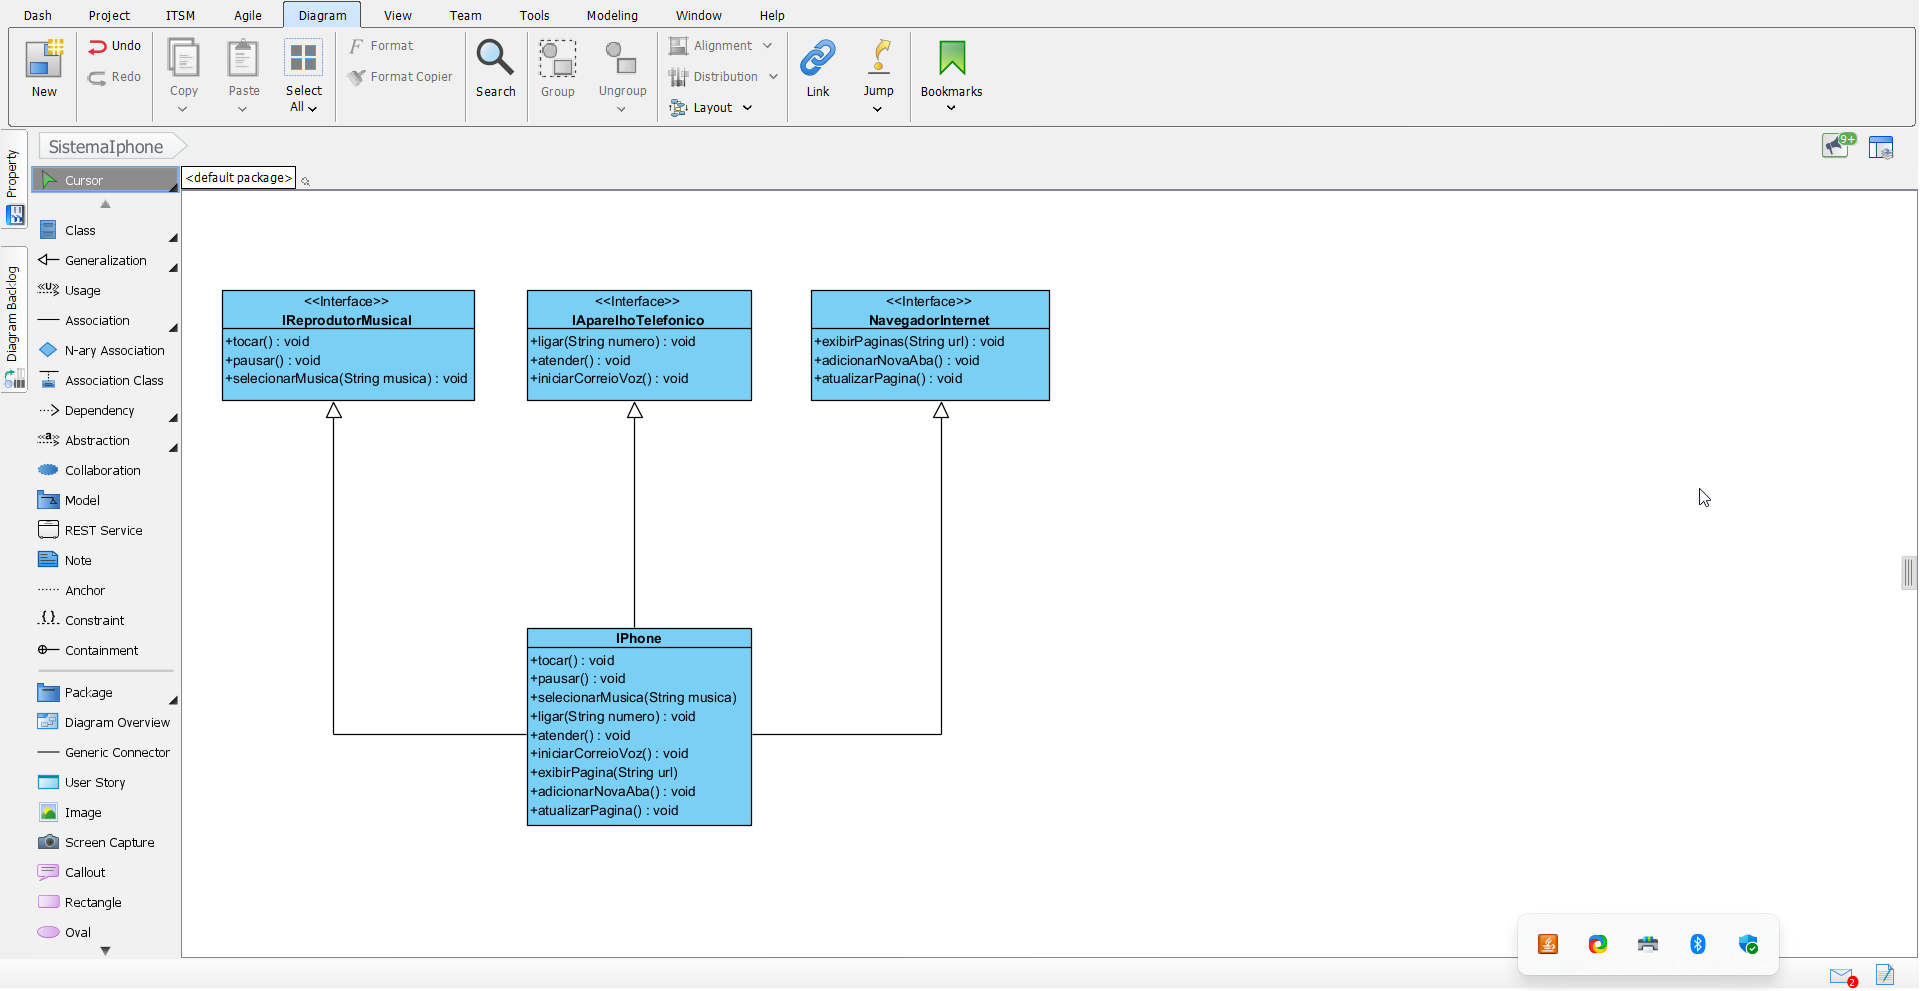 Dash Project ITSM Agile Diagram View Team Tools Modeling Window Help
New
Undo
Redo
Copy
Paste
Select
All
Format
Format Copier
Search
Group
Ungroup
Alignment
Distribution
Layout
Link
Jump
Bookmarks
Property
Diagram Backlog
SistemaIphone
9+
Cursor
<default package>
Class
Generalization
Usage
Association
N-ary Association
Association Class
Dependency
Abstraction
Collaboration
Model
REST Service
Note
Anchor
Constraint
Containment
Package
Diagram Overview
Generic Connector
User Story
Image
Screen Capture
Callout
Rectangle
Oval
<<Interface>>
IReprodutorMusical
+tocar() : void
+pausar() : void
+selecionarMusica(String musica) : void
<<Interface>>
IAparelhoTelefonico
+ligar(String numero) : void
+atender() : void
+iniciarCorreioVoz() : void
<<Interface>>
NavegadorInternet
+exibirPaginas(String url) : void
+adicionarNovaAba() : void
+atualizarPagina() : void
IPhone
+tocar() : void
+pausar() : void
+selecionarMusica(String musica)
+ligar(String numero) : void
+atender() : void
+iniciarCorreioVoz() : void
+exibirPagina(String url)
+adicionarNovaAba() : void
+atualizarPagina() : void
2